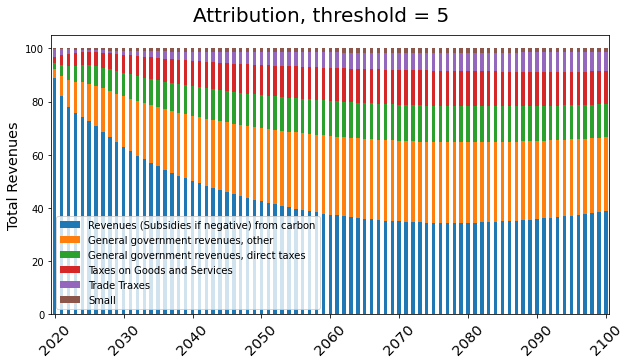 Attribution, threshold = 5
Total Revenues
100
80
60
40
20
0
Revenues (Subsidies if negative) from carbon
General government revenues, other
General government revenues, direct taxes
Taxes on Goods and Services
Trade Traxes
Small
2020
2030
2040
2050
2060
2070
2080
2090
2100